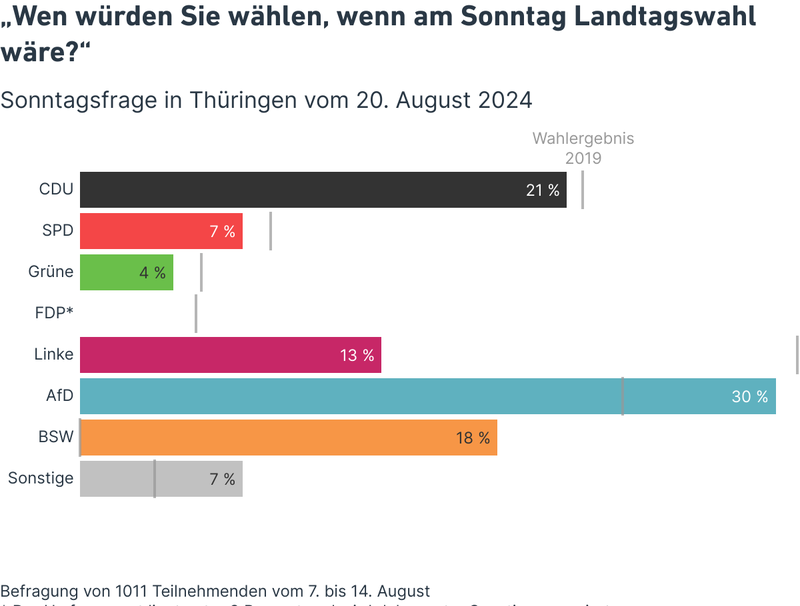 „Wen würden Sie wählen, wenn am Sonntag Landtagswahl
wäre?“
Sonntagsfrage in Thüringen vom 20. August 2024
Wahlergebnis
2019
CDU 21 %
SPD 7 %
Grüne 4 %
FDP*
Linke 13 %
AfD 30 %
BSW 18 %
Sonstige 7 %
Befragung von 1011 Teilnehmenden vom 7. bis 14. August